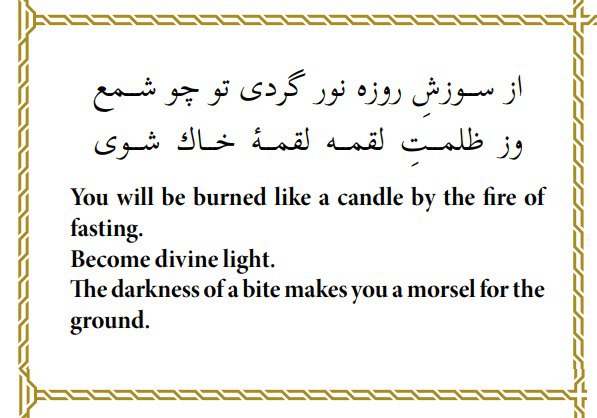 از سوزشِ روزه نور گردی تو چو شمع
وز ظلمتِ لقمه لقمهٔ خاك شوی
You will be burned like a candle by the fire of
fasting.
Become divine light.
The darkness of a bite makes you a morsel for the
ground.